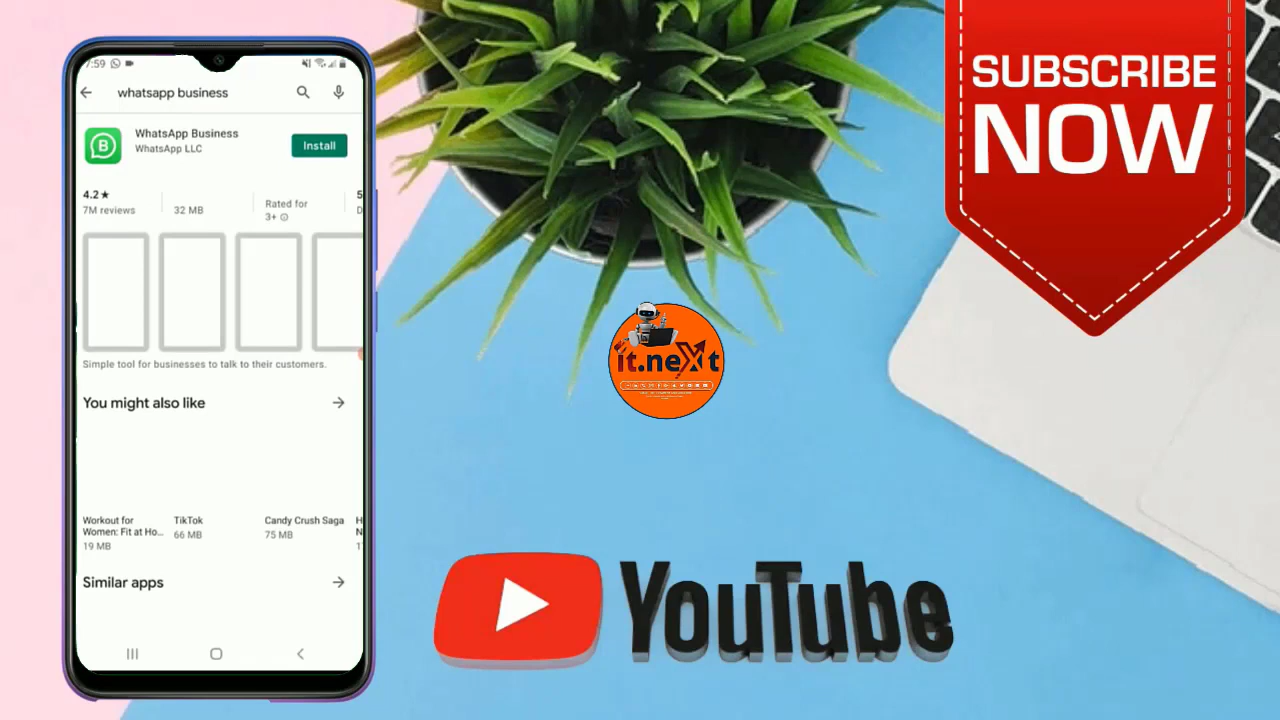 7:59
whatsapp business
WhatsApp Business
WhatsApp LLC
Install
4.2★
7M reviews
32 MB
Rated for
3+
5
D
Simple tool for businesses to talk to their customers.
You might also like
Workout for
Women: Fit at Ho...
19 MB
TikTok
66 MB
Candy Crush Saga
75 MB
H
Similar apps
SUBSCRIBE
NOW
it.neXt
YouTube